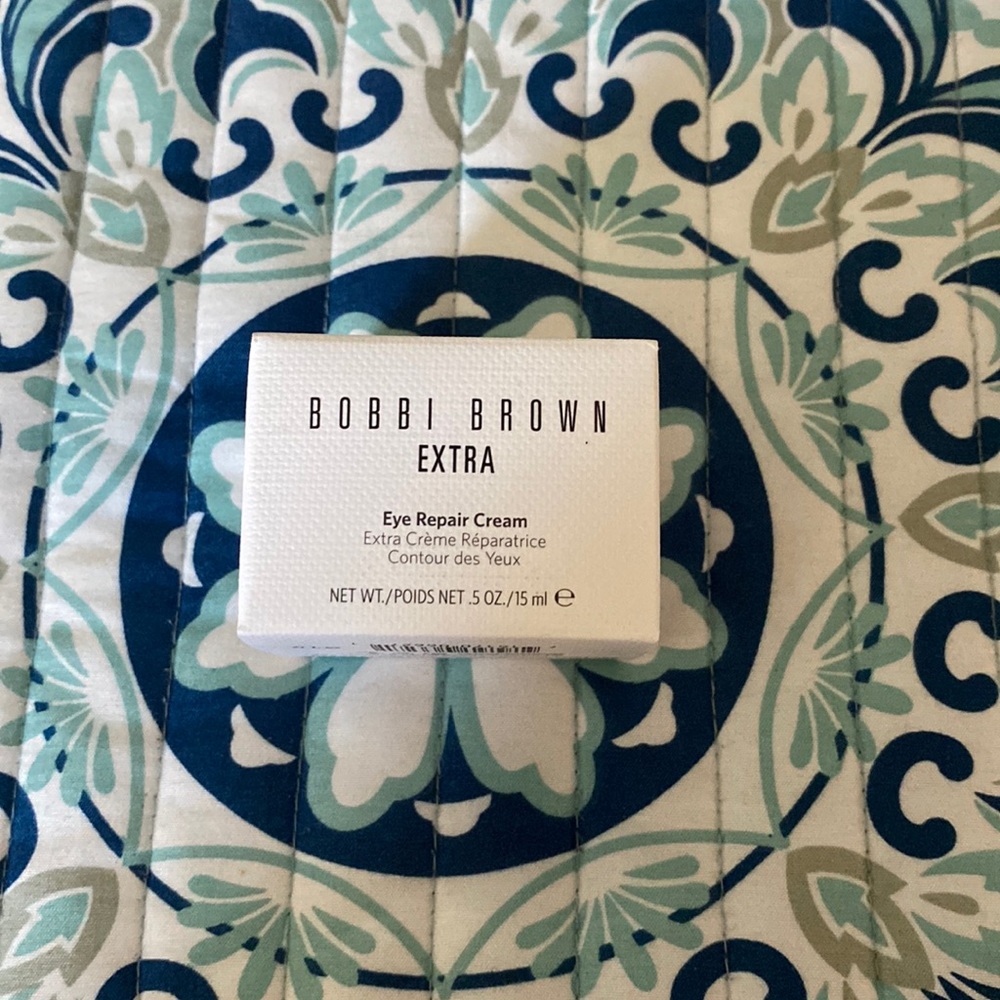 BOBBI BROWN
EXTRA
Eye Repair Cream
Extra Crème Réparatrice
Contour des Yeux
NET WT./POIDS NET .5 OZ./15 ml ℮